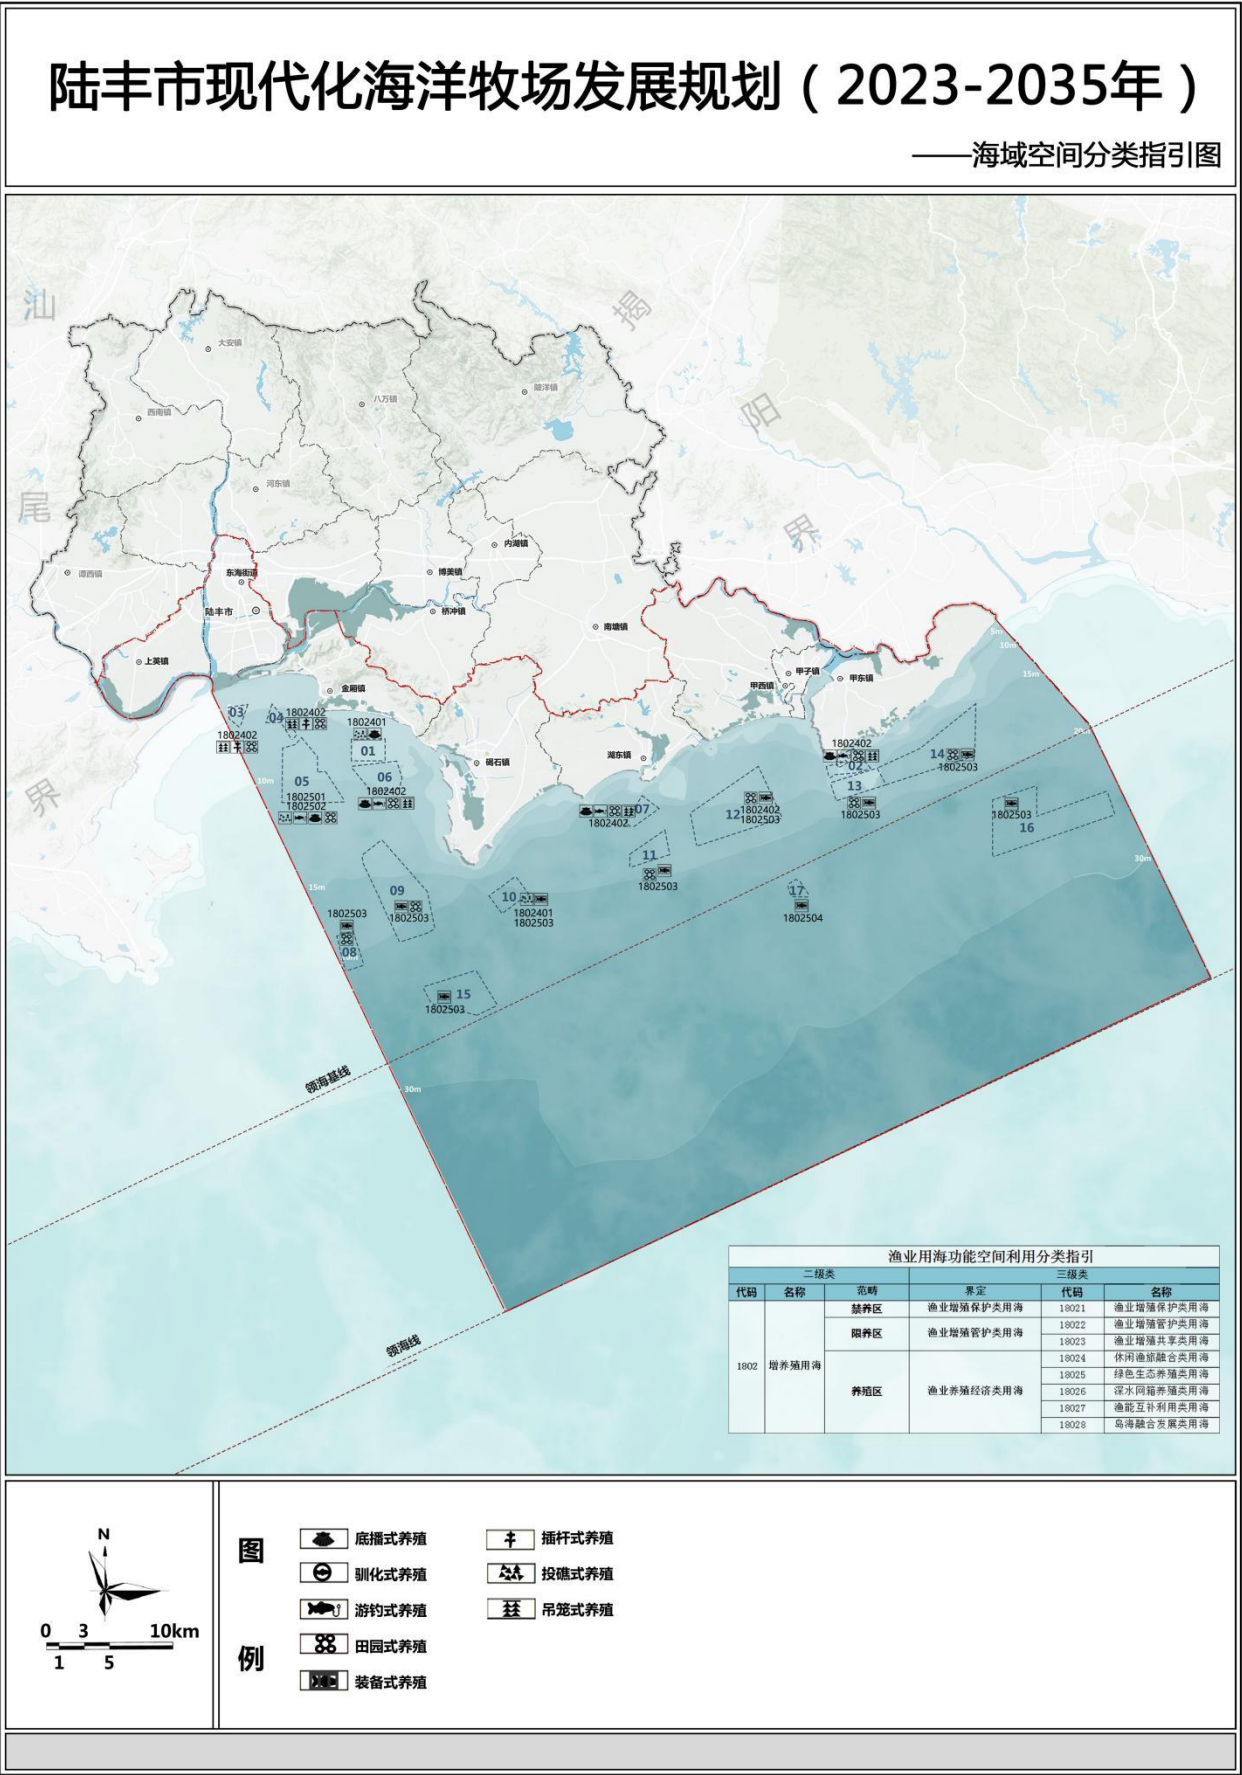 陆丰市现代化海洋牧场发展规划（2023-2035年）
——海域空间分类指引图
汕
尾
界
揭
阳
界
大安镇
八万镇
陂洋镇
西南镇
河东镇
内湖镇
谭西镇
东海街道
博美镇
陆丰市
桥冲镇
南塘镇
上英镇
金厢镇
甲子镇
甲西镇
甲东镇
碣石镇
湖东镇
5m
10m
15m
20m
30m
03
1802402
04
1802402
1802401
01
05
1802501
1802502
06
1802402
1802402
02
13
1802503
14
1802503
07
1802402
12
1802402
1802503
1802503
16
11
1802503
17
1802504
09
1802503
10
1802401
1802503
1802503
08
15
1802503
10m
15m
30m
领海基线
领海线
渔业用海功能空间利用分类指引
二级类 三级类
代码 名称 范畴 界定 代码 名称
1802 增养殖用海
禁养区 渔业增殖保护类用海 18021 渔业增殖保护类用海
限养区 渔业增殖管护类用海 18022 渔业增殖管护类用海
18023 渔业增殖共享类用海
养殖区 渔业养殖经济类用海 18024 休闲渔旅融合类用海
18025 绿色生态养殖类用海
18026 深水网箱养殖类用海
18027 渔能互补利用类用海
18028 岛海融合发展类用海
N
0 3 10km
1 5
图例
底播式养殖
驯化式养殖
游钓式养殖
田园式养殖
装备式养殖
插杆式养殖
投礁式养殖
吊笼式养殖